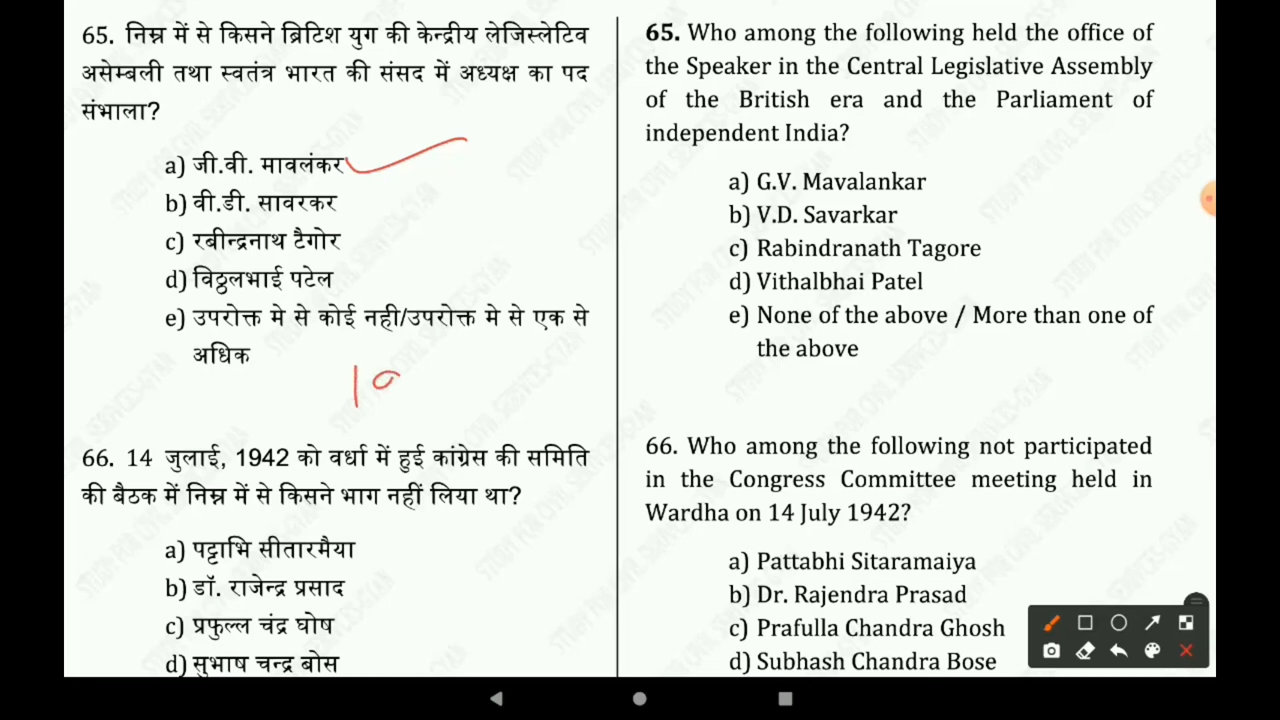 65. निम्न में से किसने ब्रिटिश युग की केन्द्रीय लेजिस्लेटिव
असेम्बली तथा स्वतंत्र भारत की संसद में अध्यक्ष का पद
संभाला?
a) जी.वी. मावलंकर
b) वी.डी. सावरकर
c) रबीन्द्रनाथ टैगोर
d) विठ्ठलभाई पटेल
e) उपरोक्त मे से कोई नही/उपरोक्त मे से एक से
अधिक
19
66. 14 जुलाई, 1942 को वर्धा में हुई कांग्रेस की समिति
की बैठक में निम्न में से किसने भाग नहीं लिया था?
a) पट्टाभि सीतारमैया
b) डॉ. राजेन्द्र प्रसाद
c) प्रफुल्ल चंद्र घोष
d) सुभाष चन्द्र बोस
65. Who among the following held the office of
the Speaker in the Central Legislative Assembly
of the British era and the Parliament of
independent India?
a) G.V. Mavalankar
b) V.D. Savarkar
c) Rabindranath Tagore
d) Vithalbhai Patel
e) None of the above / More than one of
the above
66. Who among the following not participated
in the Congress Committee meeting held in
Wardha on 14 July 1942?
a) Pattabhi Sitaramaiya
b) Dr. Rajendra Prasad
c) Prafulla Chandra Ghosh
d) Subhash Chandra Bose